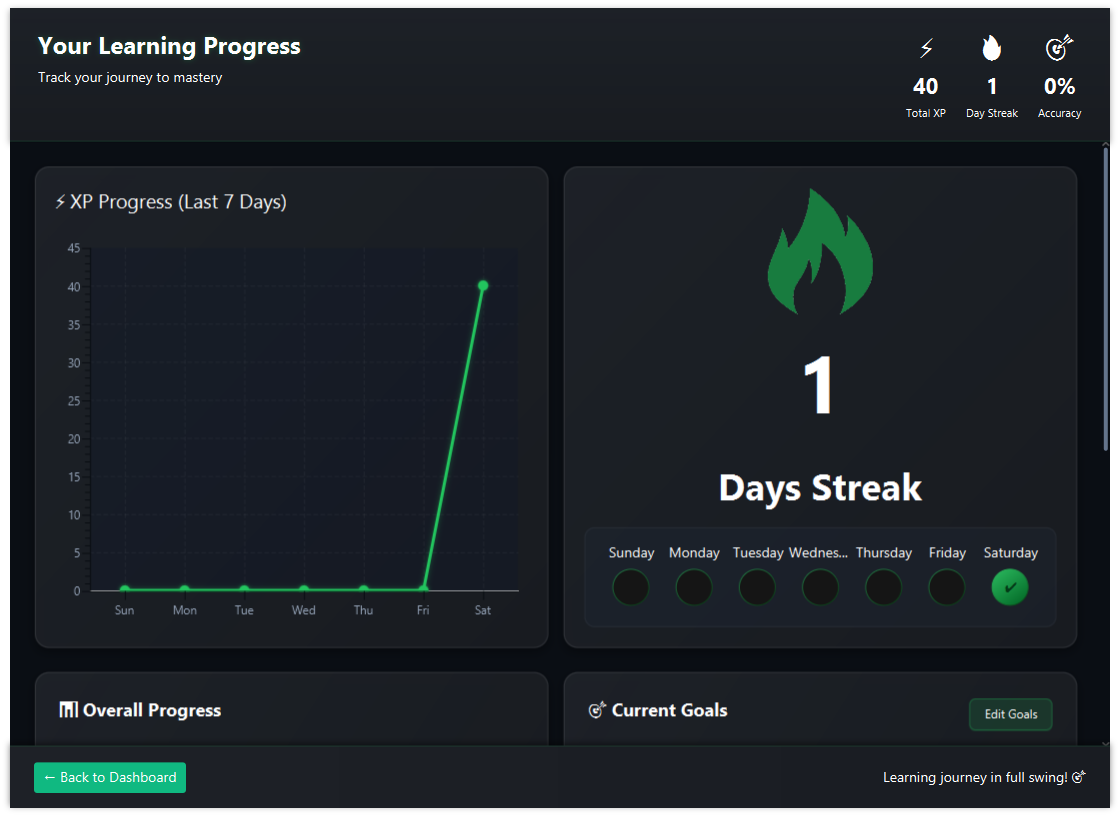 Your Learning Progress
Track your journey to mastery
40
Total XP
1
Day Streak
0%
Accuracy
XP Progress (Last 7 Days)
45
40
35
30
25
20
15
10
5
0
Sun Mon Tue Wed Thu Fri Sat
1
Days Streak
Sunday Monday Tuesday Wednes... Thursday Friday Saturday
Overall Progress
Current Goals
Edit Goals
← Back to Dashboard
Learning journey in full swing!